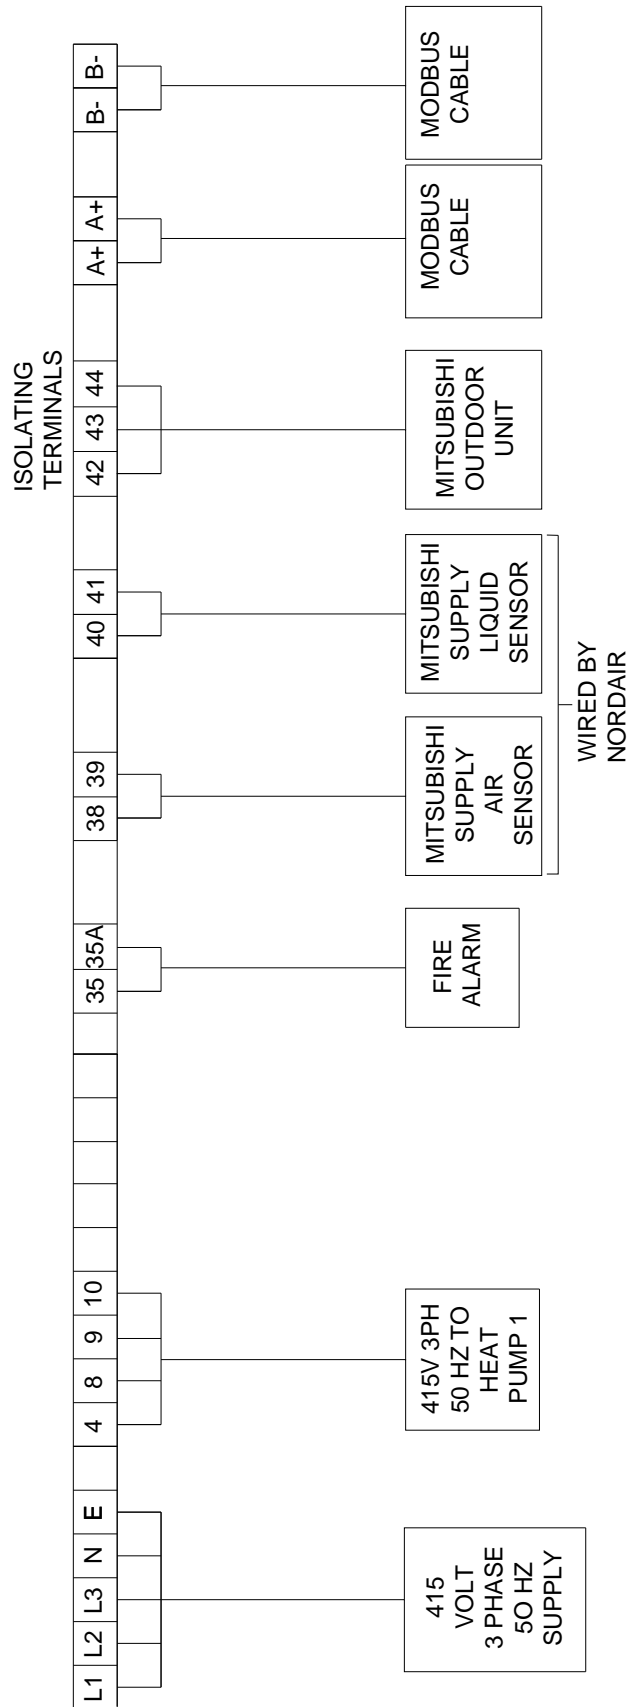 ISOLATING
TERMINALS
L1
L2
L3
N
E
4
8
9
10
35
35A
38
39
40
41
42
43
44
A+
A+
B-
B-
415
VOLT
3 PHASE
5O HZ
SUPPLY
415V 3PH
50 HZ TO
HEAT
PUMP 1
FIRE
ALARM
MITSUBISHI
SUPPLY
AIR
SENSOR
MITSUBISHI
SUPPLY
LIQUID
SENSOR
MITSUBISHI
OUTDOOR
UNIT
MODBUS
CABLE
MODBUS
CABLE
WIRED BY
NORDAIR